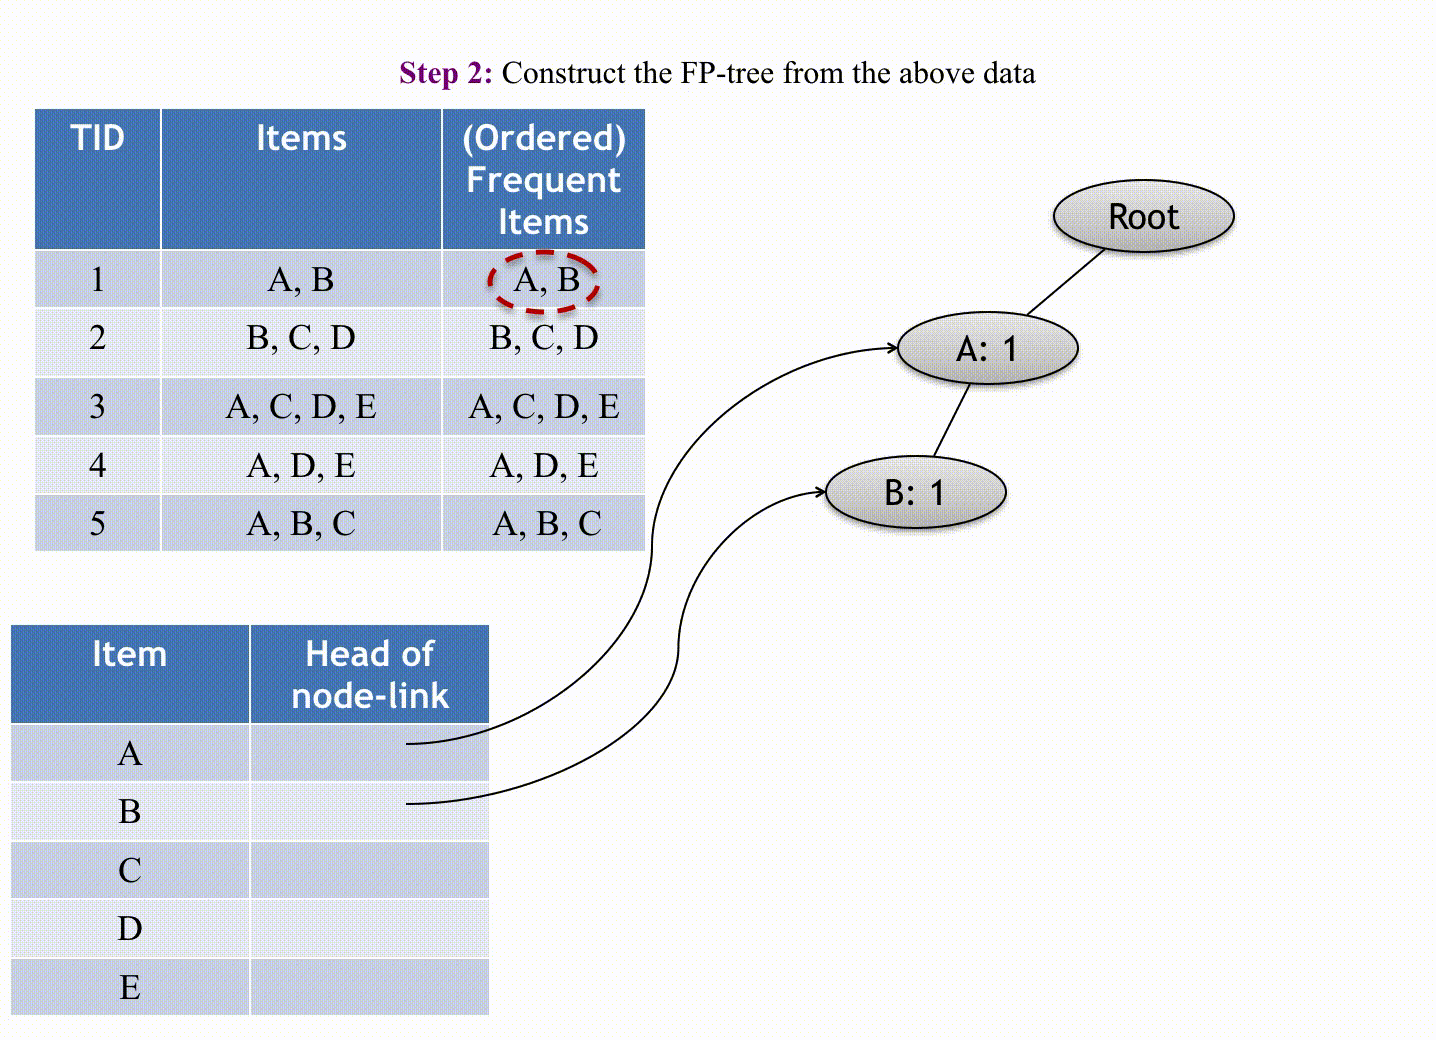 Step 2: Construct the FP-tree from the above data
TID Items (Ordered)
Frequent
Items
1 A, B A, B
2 B, C, D B, C, D
3 A, C, D, E A, C, D, E
4 A, D, E A, D, E
5 A, B, C A, B, C
Root
A: 1
B: 1
Item Head of
node-link
A
B
C
D
E